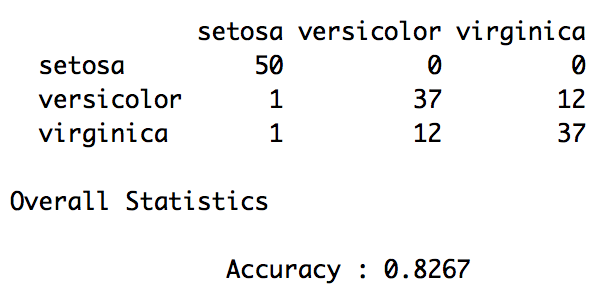 setosa versicolor virginica
setosa 50 0 0
versicolor 1 37 12
virginica 1 12 37
Overall Statistics
Accuracy : 0.8267